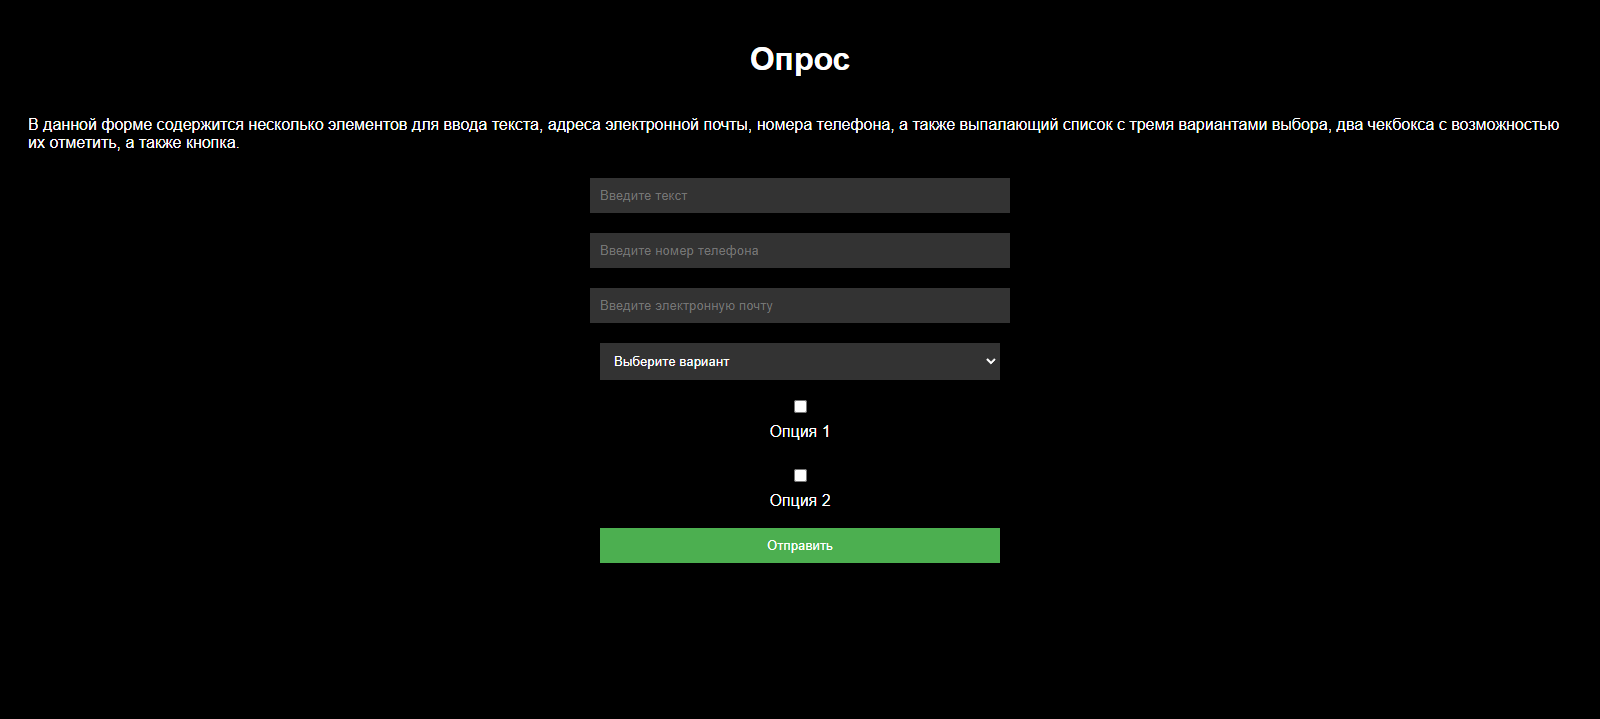 Опрос
В данной форме содержится несколько элементов для ввода текста, адреса электронной почты, номера телефона, а также выпалающий список с тремя вариантами выбора, два чекбокса с возможностью
их отметить, а также кнопка.
Введите текст
Введите номер телефона
Введите электронную почту
Выберите вариант
Опция 1
Опция 2
Отправить